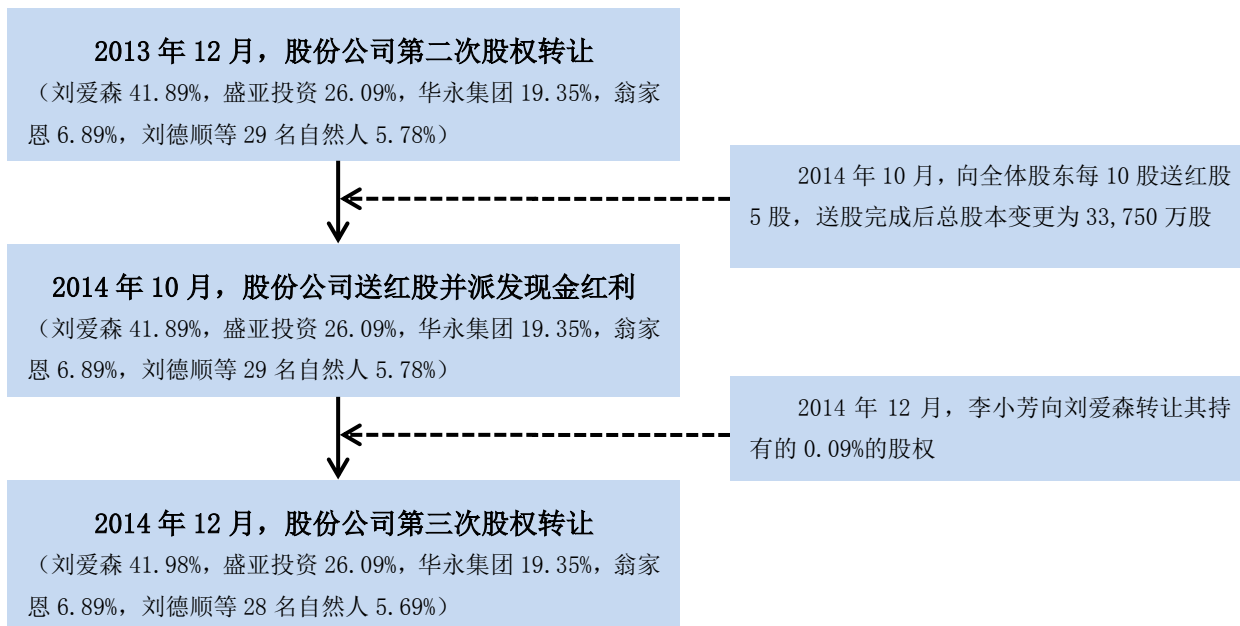 2013 年 12 月，股份公司第二次股权转让
（刘爱森 41.89%，盛亚投资 26.09%，华永集团 19.35%，翁家
恩 6.89%，刘德顺等 29 名自然人 5.78%）
2014 年 10 月，向全体股东每 10 股送红股
5 股，送股完成后总股本变更为 33,750 万股
2014 年 10 月，股份公司送红股并派发现金红利
（刘爱森 41.89%，盛亚投资 26.09%，华永集团 19.35%，翁家
恩 6.89%，刘德顺等 29 名自然人 5.78%）
2014 年 12 月，李小芳向刘爱森转让其持
有的 0.09%的股权
2014 年 12 月，股份公司第三次股权转让
（刘爱森 41.98%，盛亚投资 26.09%，华永集团 19.35%，翁家
恩 6.89%，刘德顺等 28 名自然人 5.69%）